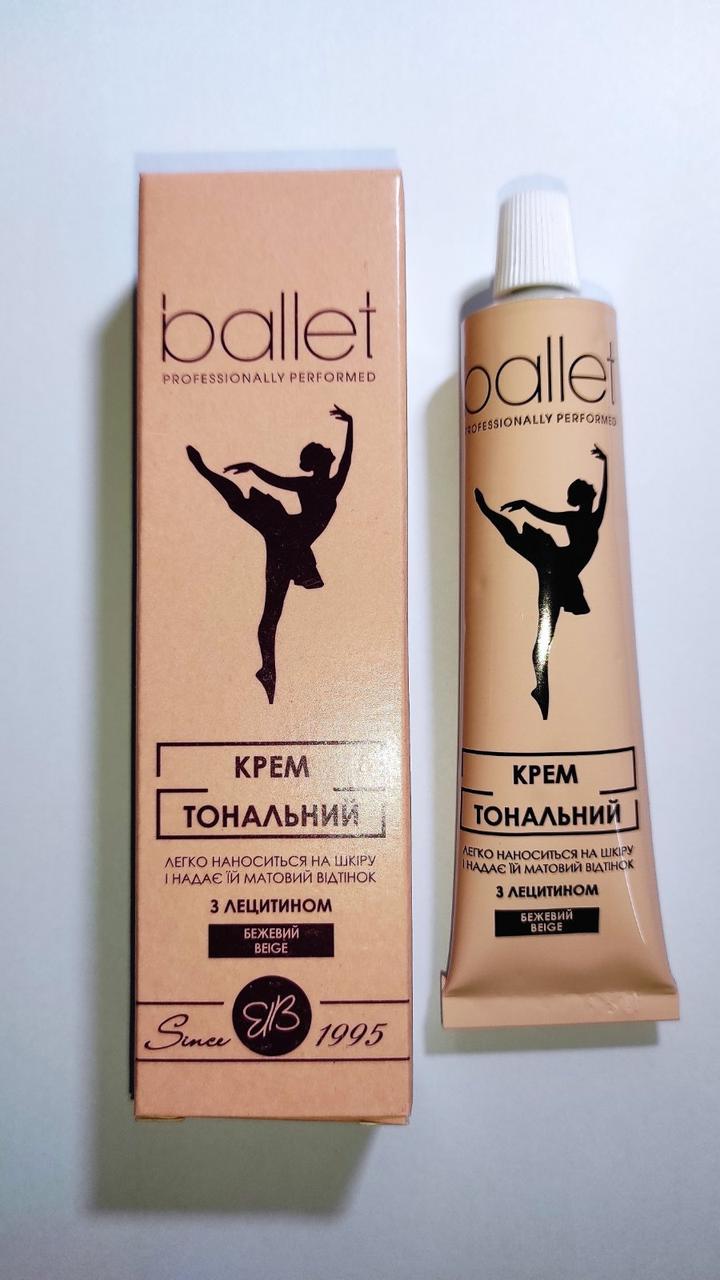 ballet
PROFESSIONALLY PERFORMED
КРЕМ
ТОНАЛЬНИЙ
ЛЕГКО НАНОСИТЬСЯ НА ШКІРУ
І НАДАЄ ЇЙ МАТОВИЙ ВІДТІНОК
З ЛЕЦИТИНОМ
БЕЖЕВИЙ
BEIGE
Since EB 1995
ballet
PROFESSIONALLY PERFORMED
КРЕМ
ТОНАЛЬНИЙ
ЛЕГКО НАНОСИТЬСЯ НА ШКІРУ
І НАДАЄ ЇЙ МАТОВИЙ ВІДТІНОК
З ЛЕЦИТИНОМ
БЕЖЕВИЙ
BEIGE